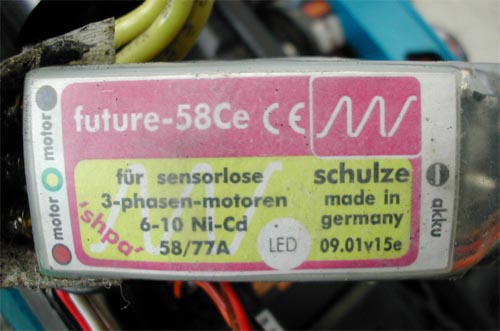 future-58Ce CE
motor
motor
für sensorlose
3-phasen-motoren
6-10 Ni-Cd
58/77A
'shpa'
LED
schulze
made in
germany
09.01v15e
akku